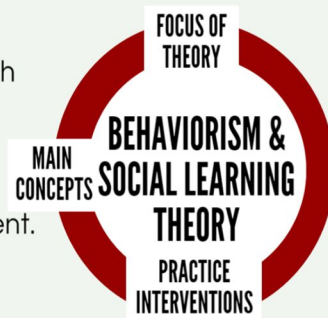 FOCUS OF
THEORY
h
BEHAVIORISM &
MAIN
CONCEPTS
SOCIAL LEARNING
THEORY
ent.
PRACTICE
INTERVENTIONS